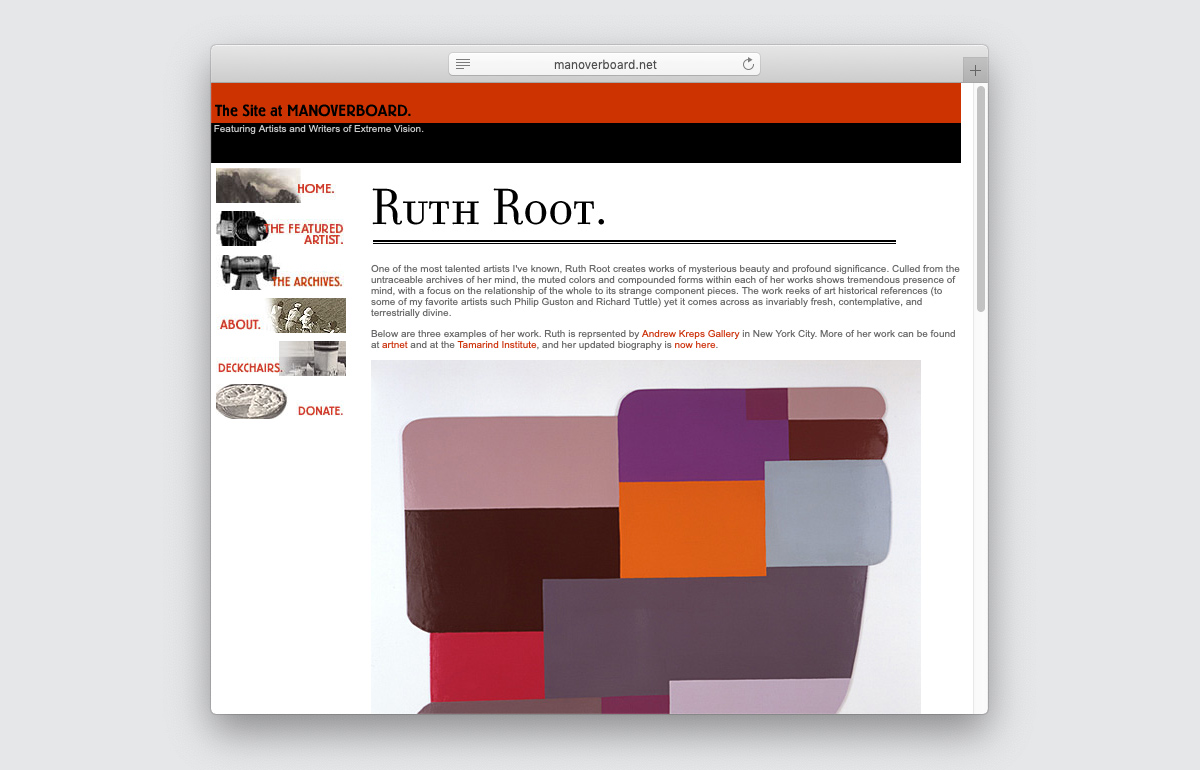 manoverboard.net
The Site at MANOVERBOARD.
Featuring Artists and Writers of Extreme Vision.
HOME.
THE FEATURED
ARTIST.
THE ARCHIVES.
ABOUT.
DECKCHAIRS.
DONATE.
Ruth Root.
One of the most talented artists I've known, Ruth Root creates works of mysterious beauty and profound significance. Culled from the
untraceable archives of her mind, the muted colors and compounded forms within each of her works shows tremendous presence of
mind, with a focus on the relationship of the whole to its strange component pieces. The work reeks of art historical references (to
some of my favorite artists such Philip Guston and Richard Tuttle) yet it comes across as invariably fresh, contemplative, and
terrestrially divine.
Below are three examples of her work. Ruth is reprsented by Andrew Kreps Gallery in New York City. More of her work can be found
at artnet and at the Tamarind Institute, and her updated biography is now here.